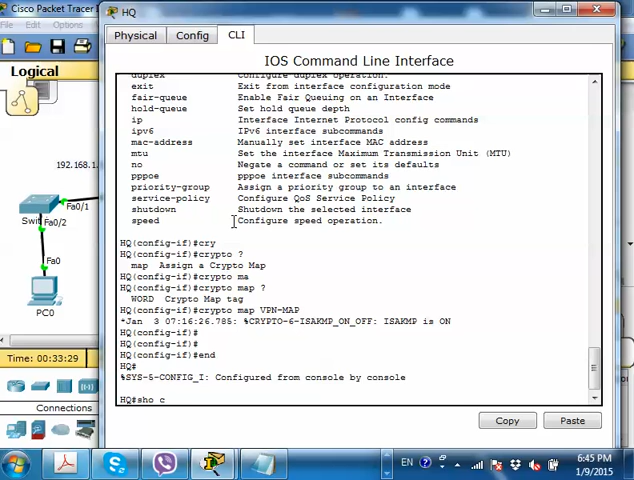 Cisco Packet Tracer
HQ
File Edit Options
Physical Config CLI
Logical
IOS Command Line Interface
duplex Configure duplex operation.
exit Exit from interface configuration mode
fair-queue Enable Fair Queuing on an Interface
hold-queue Set hold queue depth
ip Interface Internet Protocol config commands
ipv6 IPv6 interface subcommands
mac-address Manually set interface MAC address
mtu Set the interface Maximum Transmission Unit (MTU)
no Negate a command or set its defaults
pppoe pppoe interface subcommands
priority-group Assign a priority group to an interface
service-policy Configure QoS Service Policy
shutdown Shutdown the selected interface
speed Configure speed operation.
HQ(config-if)#cry
HQ(config-if)#crypto ?
map Assign a Crypto Map
HQ(config-if)#crypto ma
HQ(config-if)#crypto map ?
WORD Crypto Map tag
HQ(config-if)#crypto map VPN-MAP
*Jan 3 07:16:26.785: %CRYPTO-6-ISAKMP_ON_OFF: ISAKMP is ON
HQ(config-if)#
HQ(config-if)#
HQ(config-if)#end
HQ#
%SYS-5-CONFIG_I: Configured from console by console
HQ#sho c
192.168.1.
Fa0/1
Swit
Fa0/2
Fa0
PC0
Time: 00:33:29
Connections
Copy Paste
EN
6:45 PM
1/9/2015